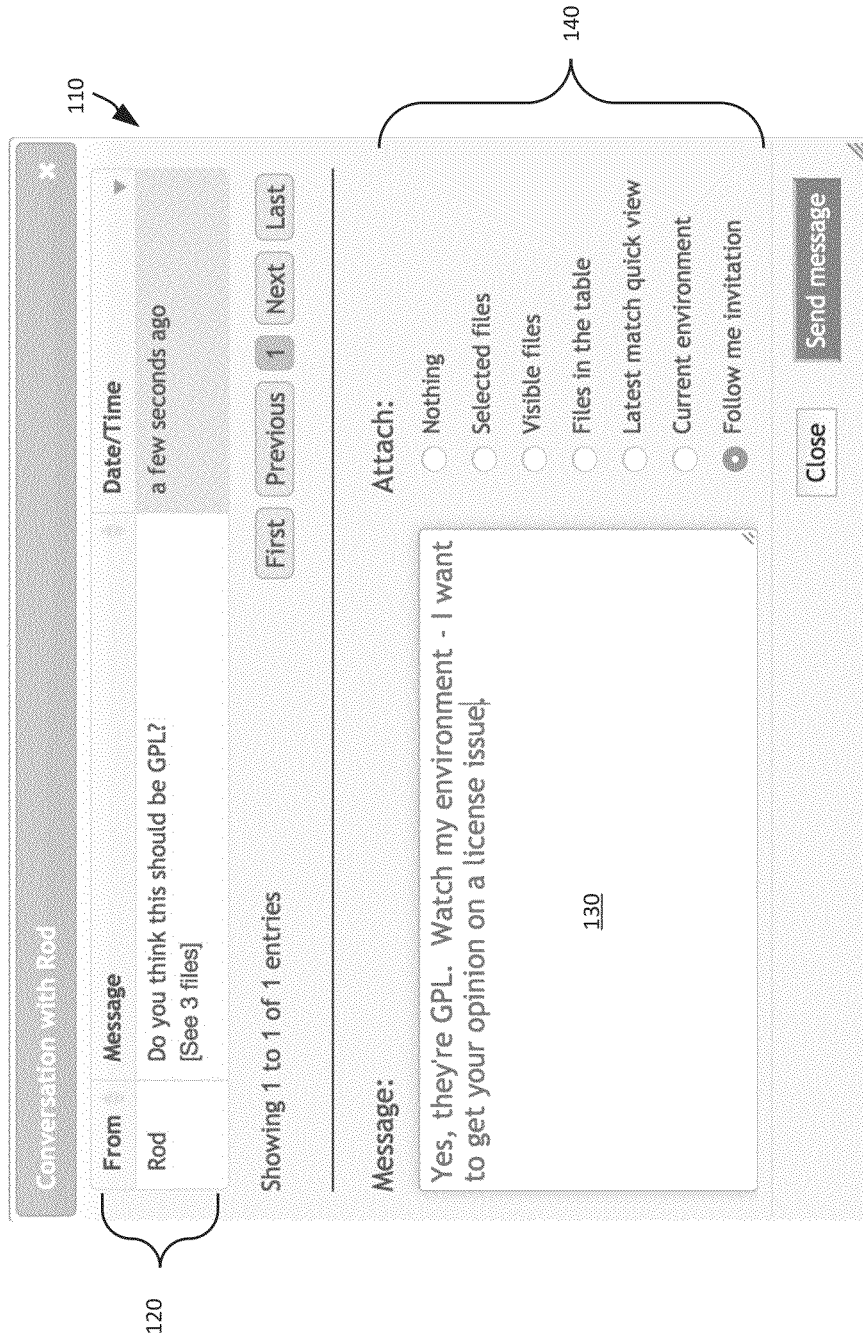 110
Conversation with Rod
×
From Message Date/Time
Rod Do you think this should be GPL? a few seconds ago
[See 3 files]
120
Showing 1 to 1 of 1 entries
First Previous 1 Next Last
Message:
Yes, they're GPL. Watch my environment - I want
to get your opinion on a license issue.
130
Attach:
Nothing
Selected files
Visible files
Files in the table
Latest match quick view
Current environment
Follow me invitation
140
Close Send message